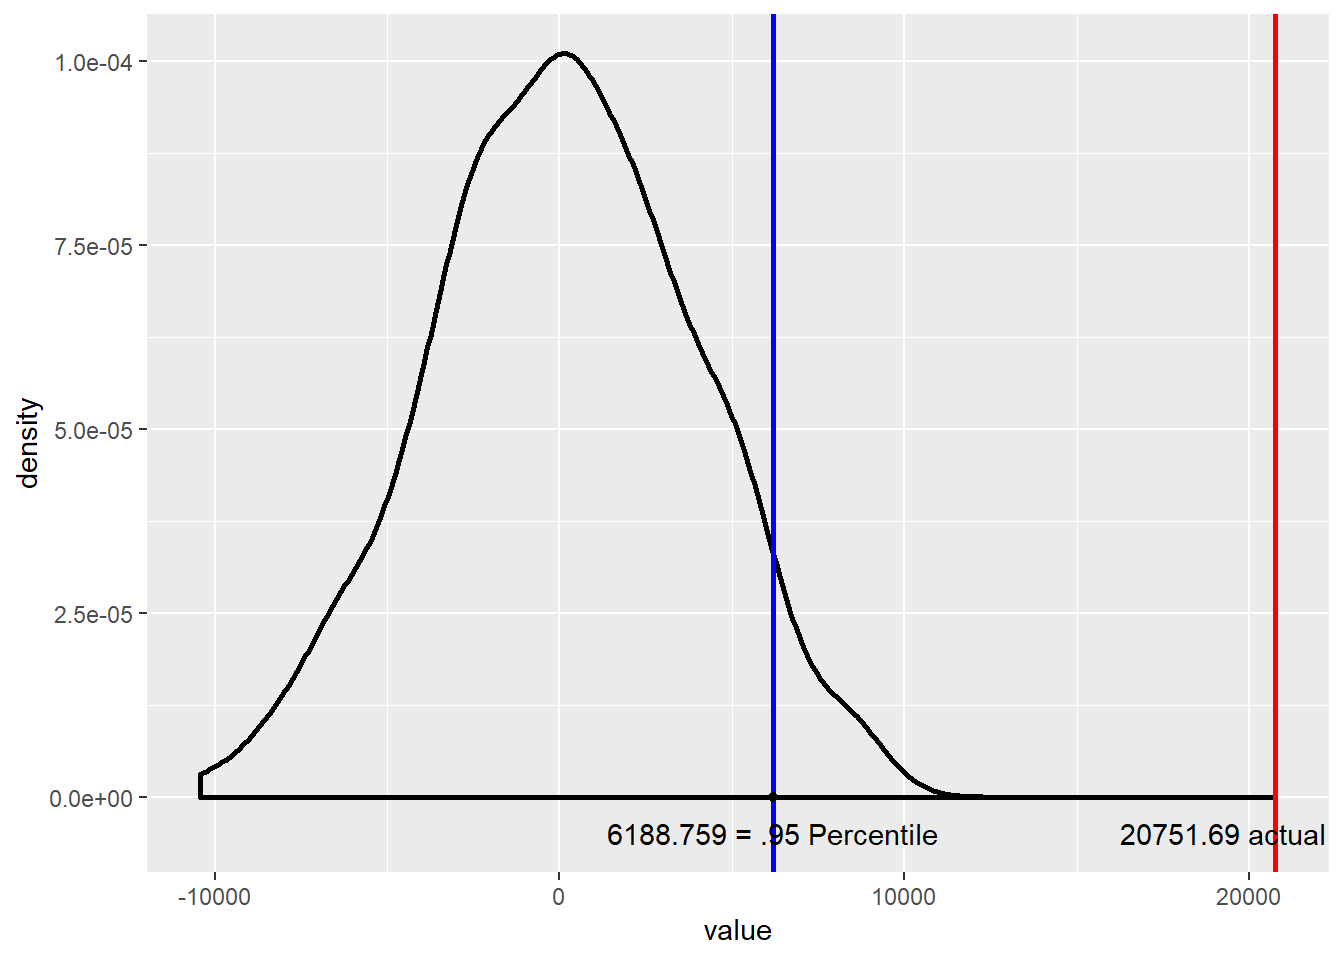 1.0e-04
7.5e-05
5.0e-05
2.5e-05
0.0e+00
density
6188.759 = .95 Percentile
20751.69 actual
-10000
0
10000
20000
value